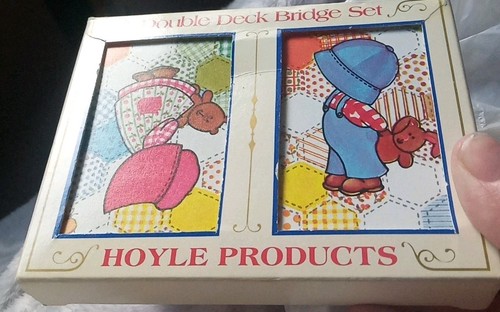 Double Deck Bridge Set
HOYLE PRODUCTS